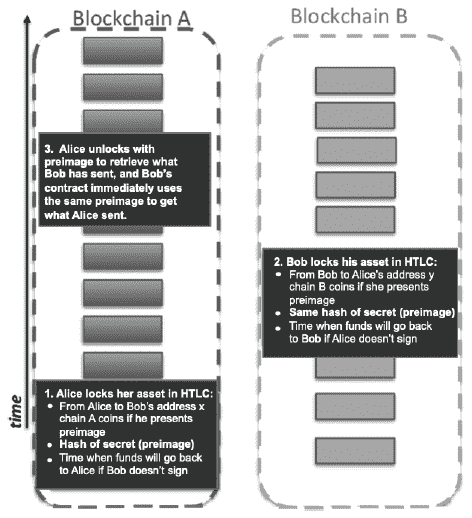 Blockchain A
Blockchain B
3. Alice unlocks with
preimage to retrieve what
Bob has sent, and Bob's
contract immediately uses
the same preimage to get
what Alice sent.
2. Bob locks his asset in HTLC:
• From Bob to Alice's address y
chain B coins if she presents
preimage
• Same hash of secret (preimage)
• Time when funds will go back
to Bob if Alice doesn't sign
time
1. Alice locks her asset in HTLC:
• From Alice to Bob's address x
chain A coins if he presents
preimage
• Hash of secret (preimage)
• Time when funds will go back
to Alice if Bob doesn't sign